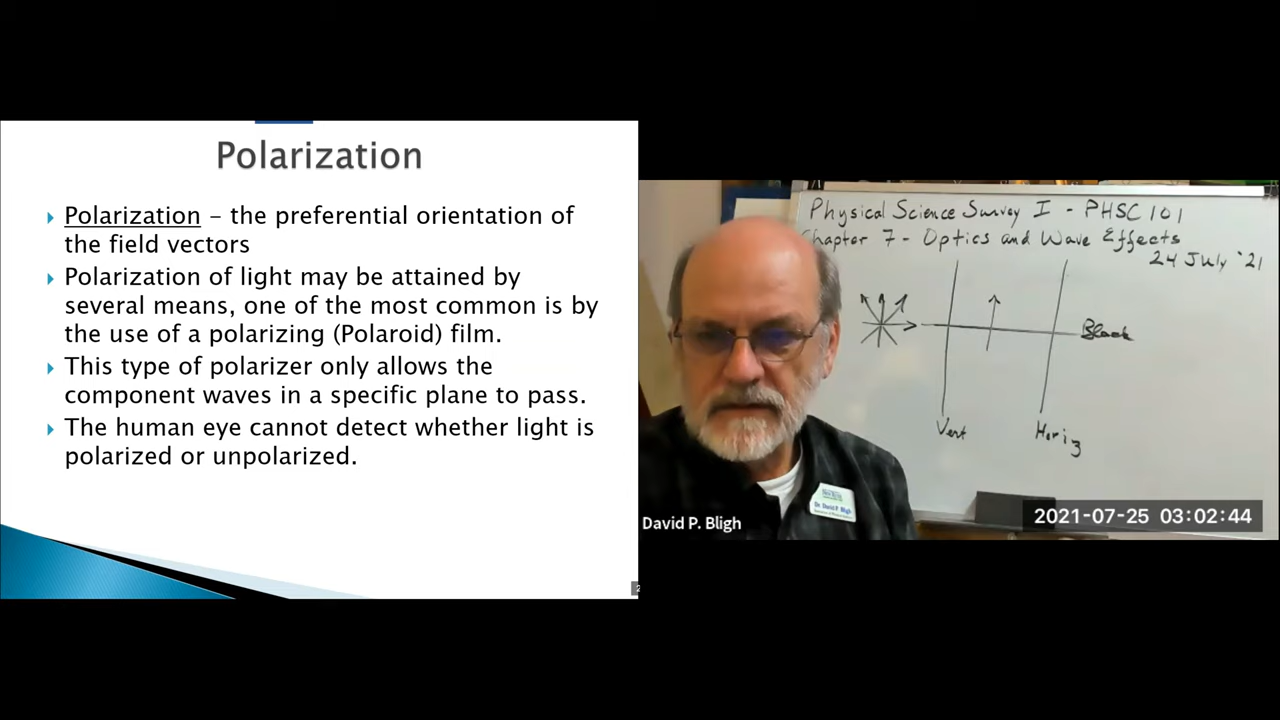 Polarization
Polarization – the preferential orientation of
the field vectors
Polarization of light may be attained by
several means, one of the most common is by
the use of a polarizing (Polaroid) film.
This type of polarizer only allows the
component waves in a specific plane to pass.
The human eye cannot detect whether light is
polarized or unpolarized.
Physical Science Survey I - PHSC 101
Chapter 7 - Optics and Wave Effects
24 July '21
Black
Vert
Horiz
Dr. David P. Bligh
David P. Bligh
2021-07-25 03:02:44